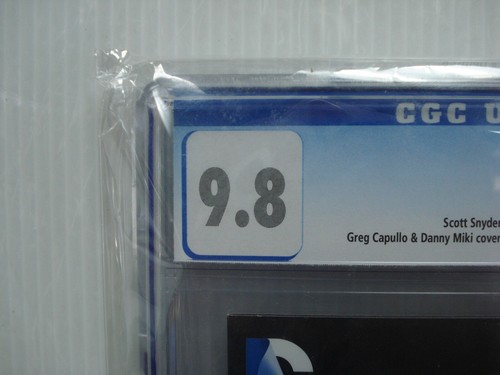 CGC U
9.8
Scott Snyder
Greg Capullo & Danny Miki cover